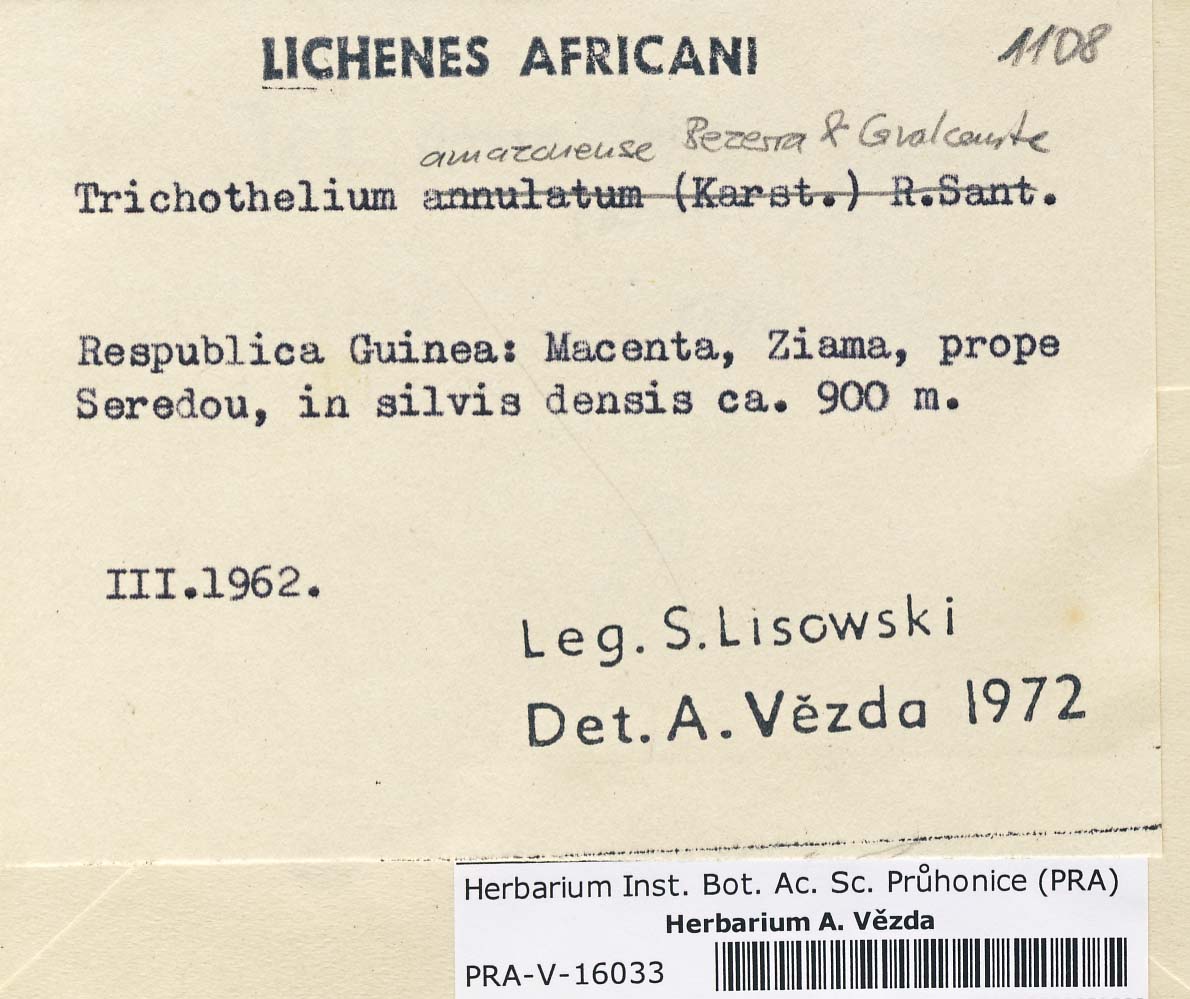 LICHENES AFRICANI 1108
amazonense Bezerra & Cavalcante
Trichothelium annulatum (Karst.) R.Sant.
Respublica Guinea: Macenta, Ziama, prope
Seredou, in silvis densis ca. 900 m.
III.1962.
Leg. S. Lisowski
Det. A. Vězda 1972
Herbarium Inst. Bot. Ac. Sc. Průhonice (PRA)
Herbarium A. Vězda
PRA-V-16033